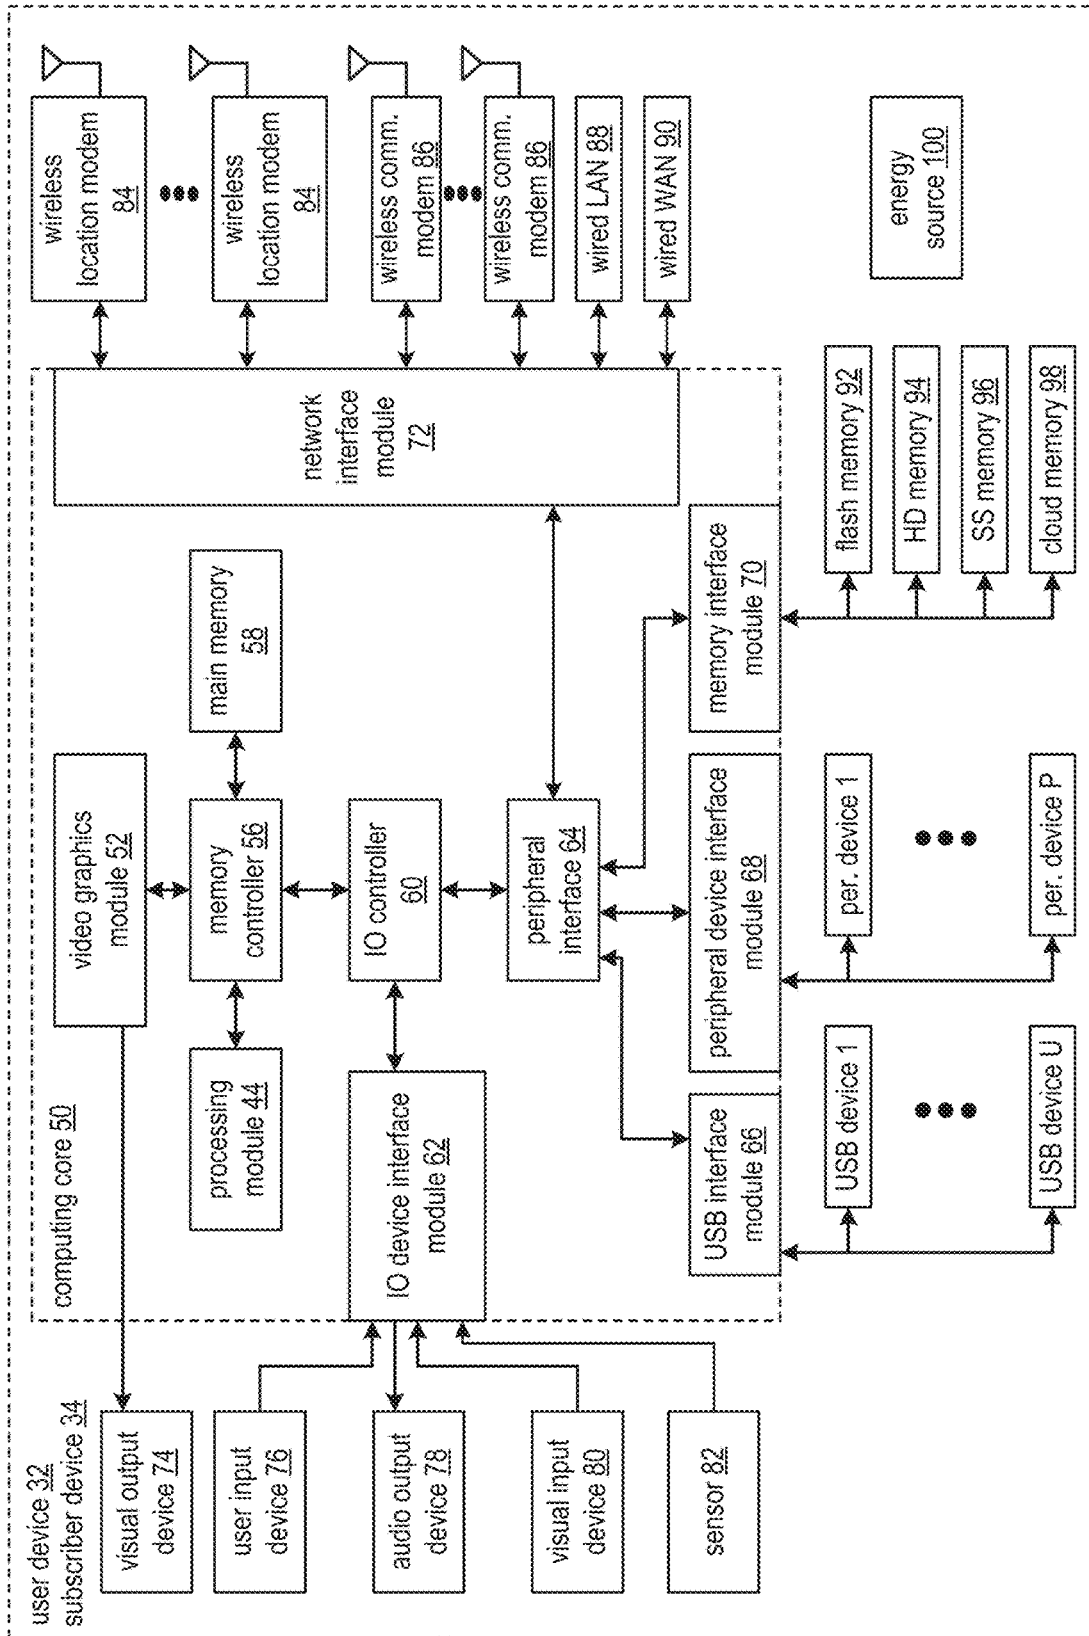 user device 32
subscriber device 34
computing core 50
visual output
device 74
user input
device 76
audio output
device 78
visual input
device 80
sensor 82
video graphics
module 52
processing
module 44
memory
controller 56
main memory
58
IO device interface
module 62
IO controller
60
peripheral
interface 64
USB interface
module 66
peripheral device interface
module 68
memory interface
module 70
network
interface
module
72
wireless
location modem
84
wireless
location modem
84
wireless comm.
modem 86
wireless comm.
modem 86
wired LAN 88
wired WAN 90
USB device 1
USB device U
per. device 1
per. device P
flash memory 92
HD memory 94
SS memory 96
cloud memory 98
energy
source 100